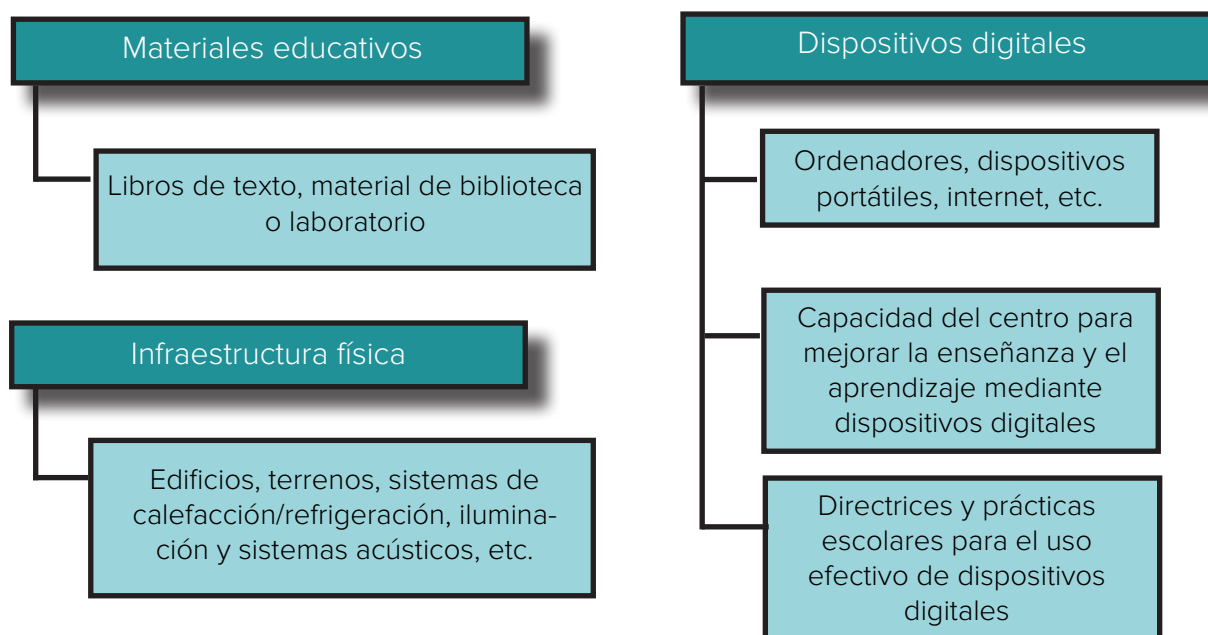 Materiales educativos
Libros de texto, material de biblioteca
o laboratorio
Infraestructura física
Edificios, terrenos, sistemas de
calefacción/refrigeración, ilumina-
ción y sistemas acústicos, etc.
Dispositivos digitales
Ordenadores, dispositivos
portátiles, internet, etc.
Capacidad del centro para
mejorar la enseñanza y el
aprendizaje mediante
dispositivos digitales
Directrices y prácticas
escolares para el uso
efectivo de dispositivos
digitales